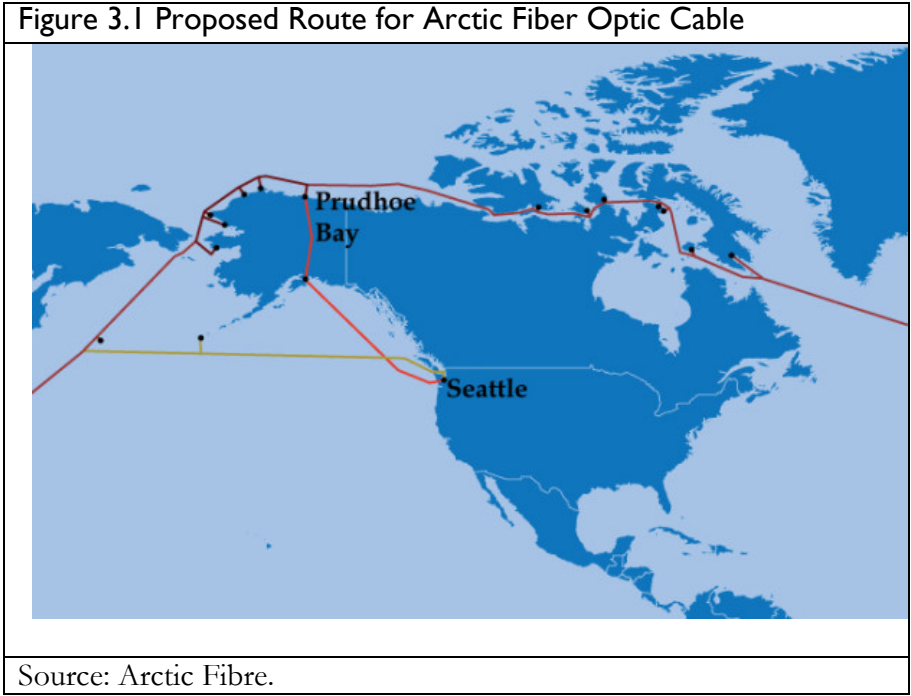 Figure 3.1 Proposed Route for Arctic Fiber Optic Cable
Prudhoe
Bay
Seattle
Source: Arctic Fibre.